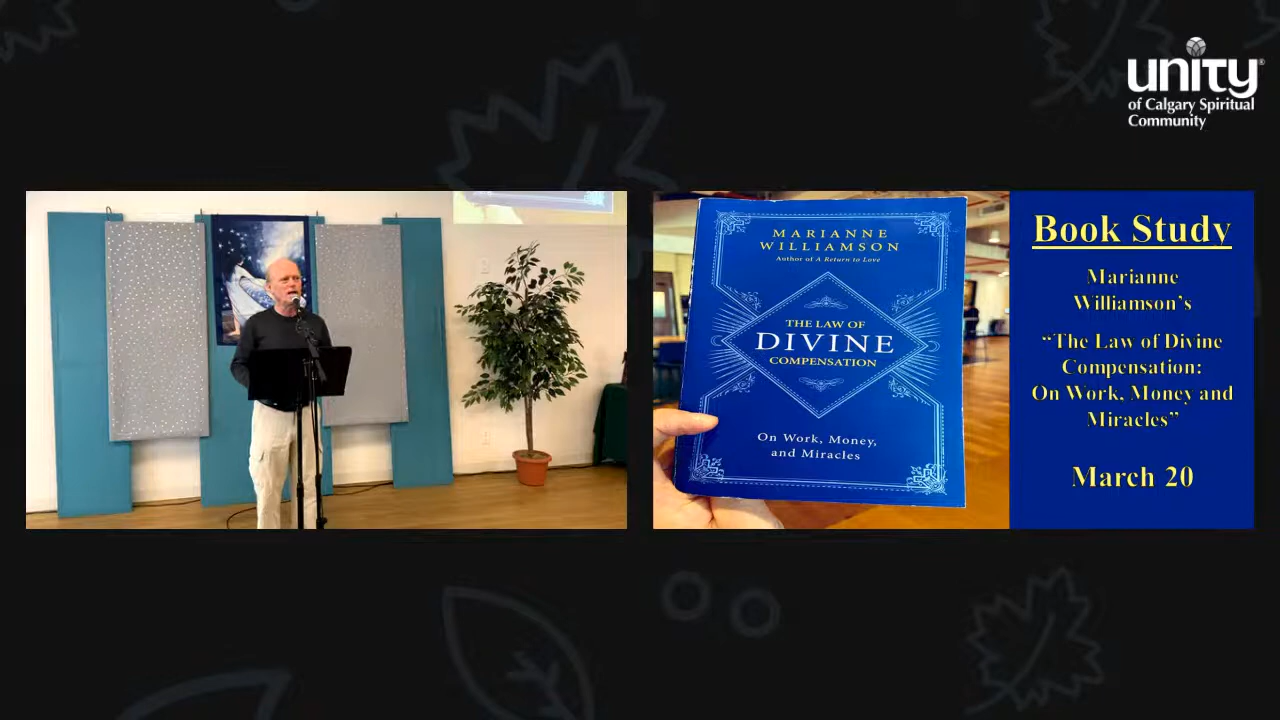 unity®
of Calgary Spiritual
Community
MARIANNE
WILLIAMSON
Author of A Return to Love
THE LAW OF
DIVINE
COMPENSATION
On Work, Money,
and Miracles
Book Study
Marianne
Williamson's
“The Law of Divine
Compensation:
On Work, Money and
Miracles”
March 20